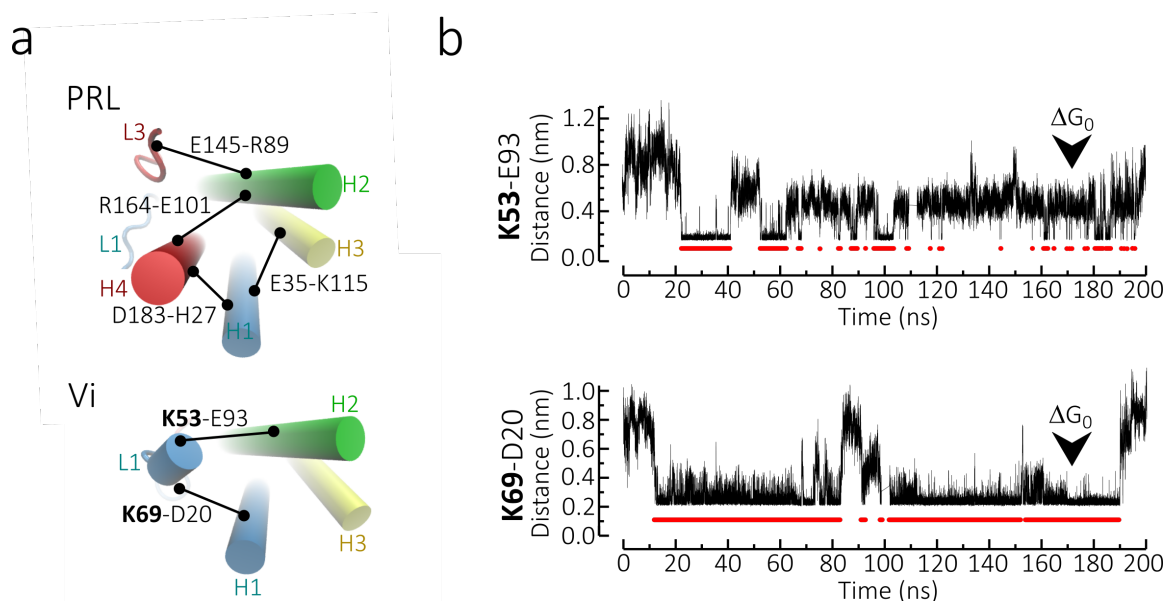 a
PRL
L3
E145-R89
H2
R164-E101
L1
H3
H4
E35-K115
D183-H27
H1
Vi
K53-E93
H2
L1
K69-D20
H3
H1
b
K53-E93
Distance (nm)
1.2
0.8
0.4
0.0
ΔG0
0 20 40 60 80 100 120 140 160 180 200
Time (ns)
K69-D20
Distance (nm)
1.0
0.8
0.6
0.4
0.2
0.0
ΔG0
0 20 40 60 80 100 120 140 160 180 200
Time (ns)